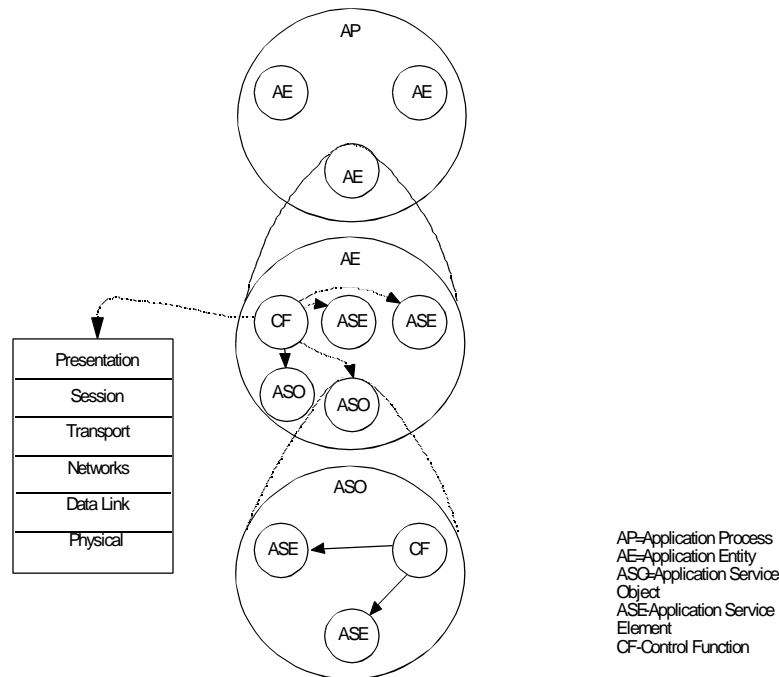 AP
AE
AE
AE
AE
CF
ASE
ASE
ASO
ASO
Presentation
Session
Transport
Networks
Data Link
Physical
ASO
ASE
CF
ASE
AP=Application Process
AE=Application Entity
ASO=Application Service
Object
ASE-Application Service
Element
CF-Control Function